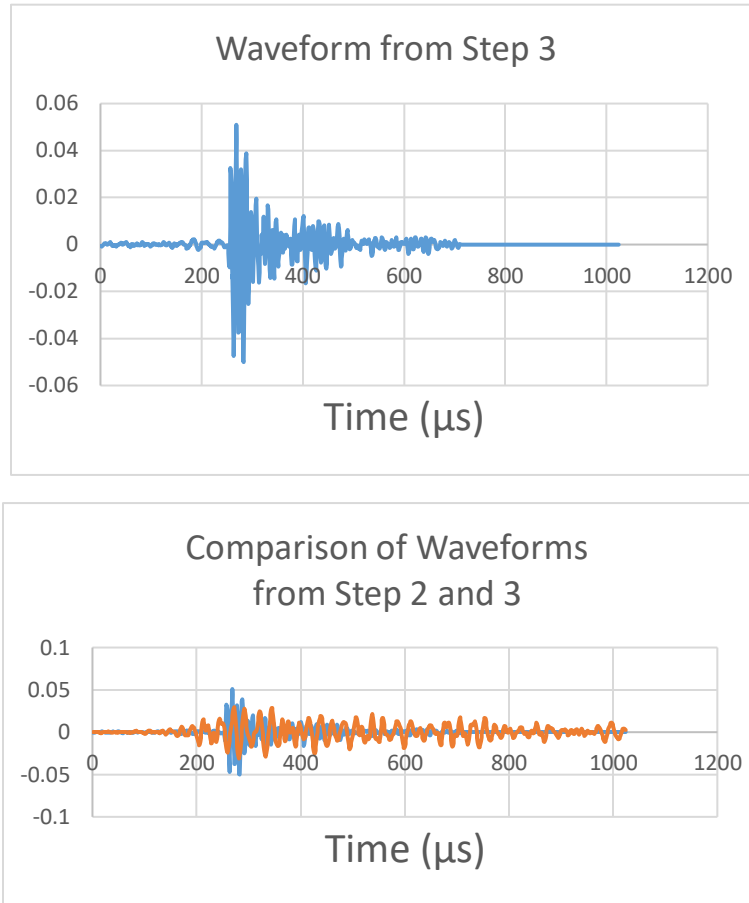 Waveform from Step 3
0.06
0.04
0.02
0
0 200 400 600 800 1000 1200
-0.02
-0.04
-0.06
Time (µs)
Comparison of Waveforms
from Step 2 and 3
0.1
0.05
0
0 200 400 600 800 1000 1200
-0.05
-0.1
Time (µs)